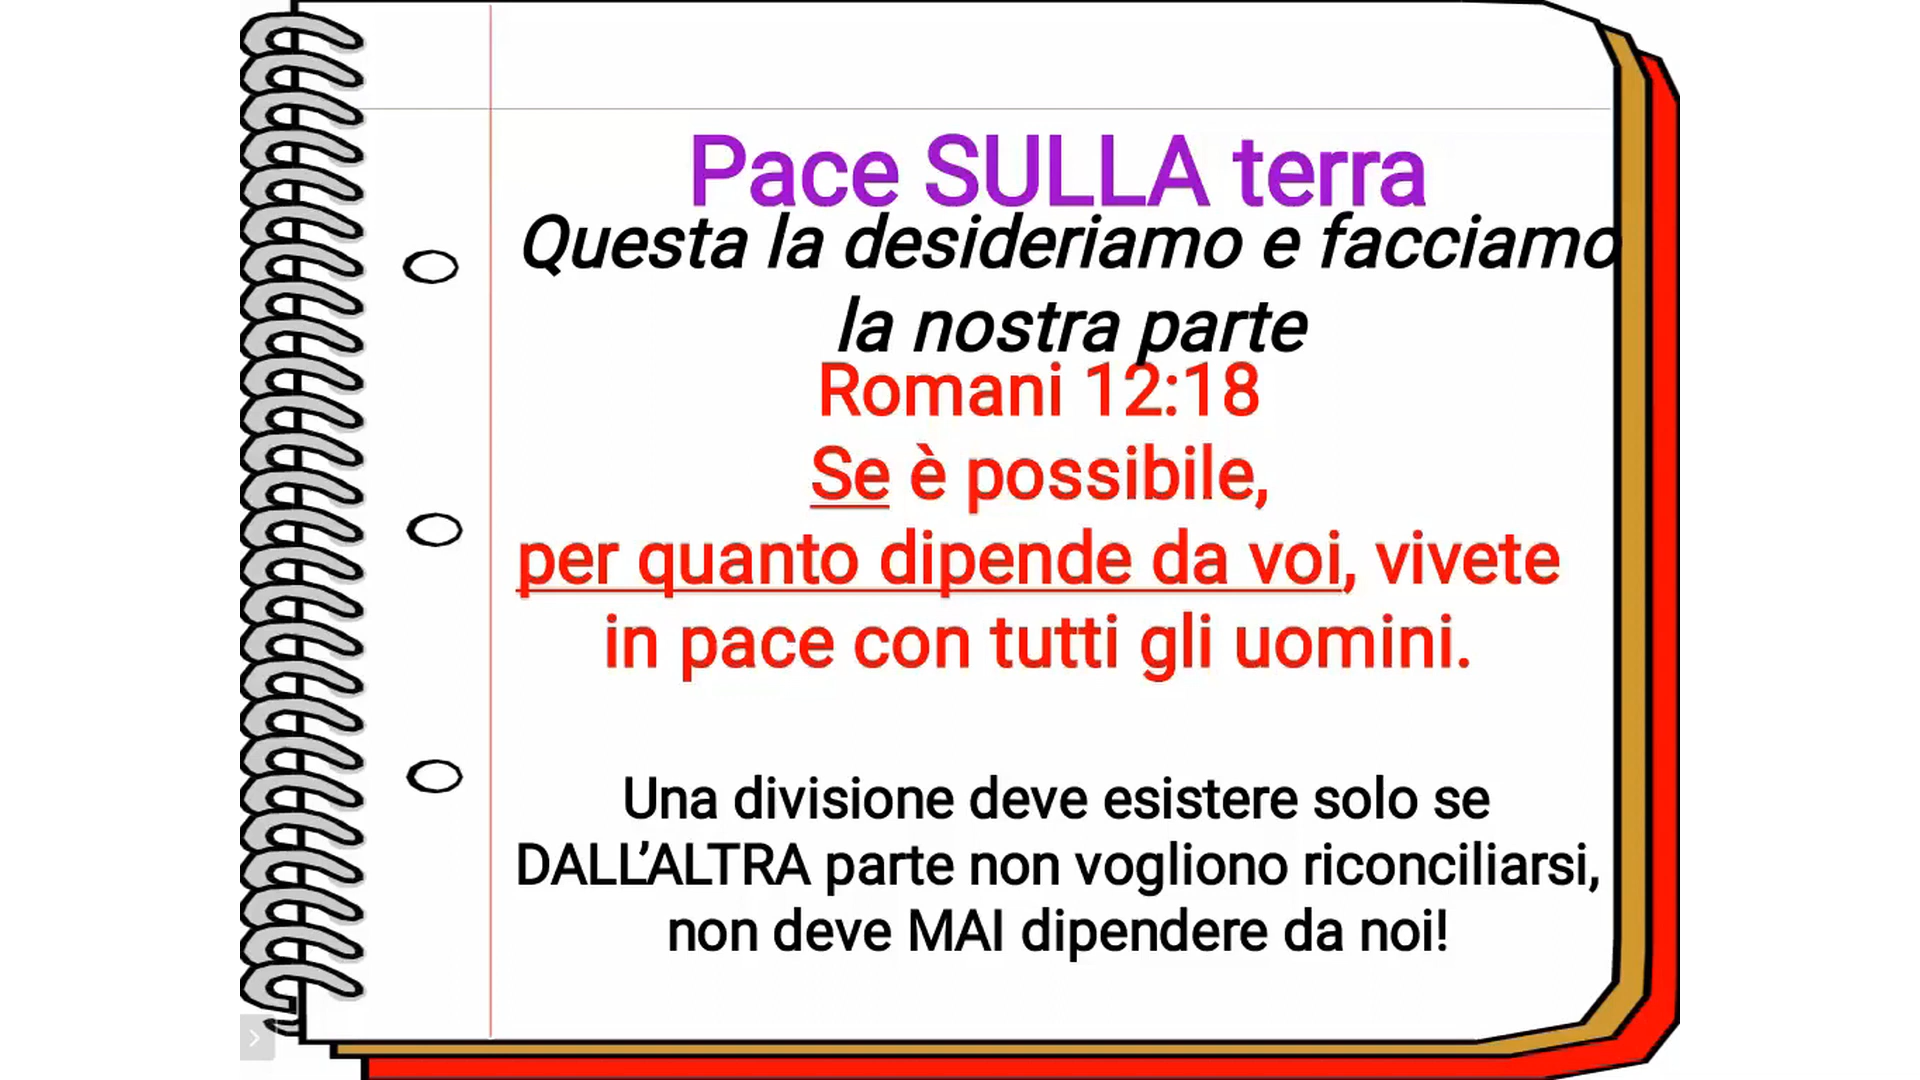 Pace SULLA terra
Questa la desideriamo e facciamo
la nostra parte
Romani 12:18
Se è possibile,
per quanto dipende da voi, vivete
in pace con tutti gli uomini.
Una divisione deve esistere solo se
DALL’ALTRA parte non vogliono riconciliarsi,
non deve MAI dipendere da noi!